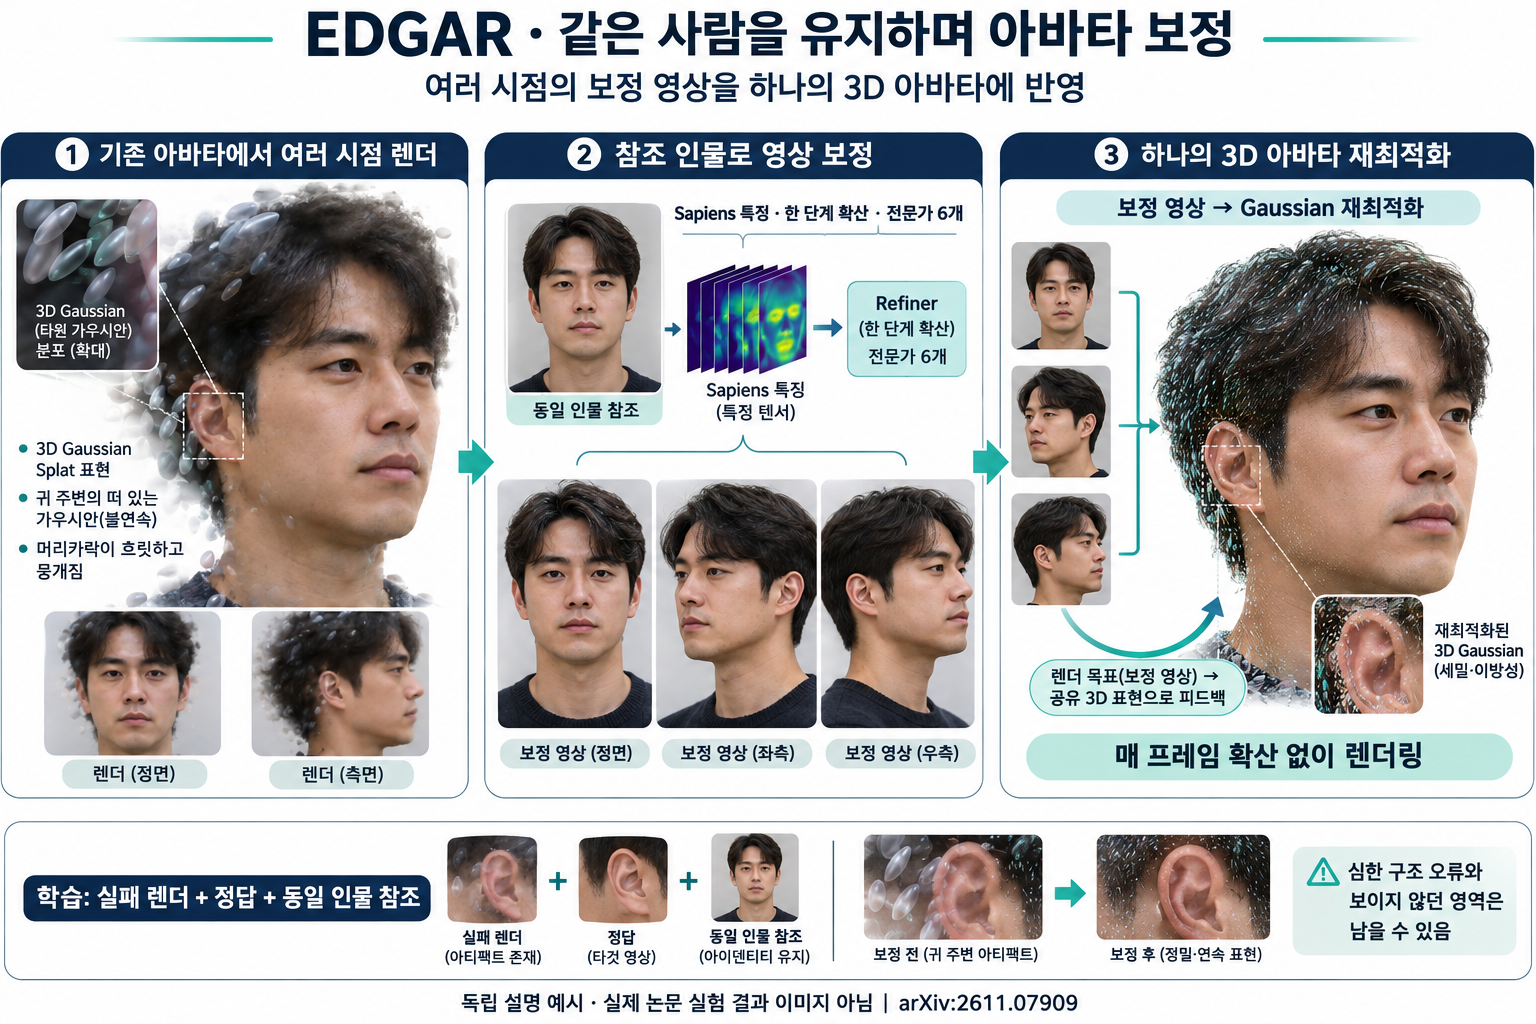 EDGAR · 같은 사람을 유지하며 아바타 보정
여러 시점의 보정 영상을 하나의 3D 아바타에 반영
1 기존 아바타에서 여러 시점 렌더
3D Gaussian
(타원 가우시안)
분포 (확대)
• 3D Gaussian
Splat 표현
• 귀 주변의 떠 있는
가우시안(불연속)
• 머리카락이 흐릿하고
뭉개짐
렌더 (정면)
렌더 (측면)
2 참조 인물로 영상 보정
Sapiens 특정 · 한 단계 확산 · 전문가 6개
동일 인물 참조
Sapiens 특징
(특정 텐서)
Refiner
(한 단계 확산)
전문가 6개
보정 영상 (정면)
보정 영상 (좌측)
보정 영상 (우측)
3 하나의 3D 아바타 재최적화
보정 영상 → Gaussian 재최적화
재최적화된
3D Gaussian
(세밀·이방성)
렌더 목표(보정 영상) →
공유 3D 표현으로 피드백
매 프레임 확산 없이 렌더링
학습: 실패 렌더 + 정답 + 동일 인물 참조
실패 렌더
(아티팩트 존재)
+
정답
(타겟 영상)
+
동일 인물 참조
(아이덴티티 유지)
보정 전 (귀 주변 아티팩트)
보정 후 (정밀·연속 표현)
심한 구조 오류와
보이지 않던 영역은
남을 수 있음
독립 설명 예시 · 실제 논문 실험 결과 이미지 아님 | arXiv:2611.07909